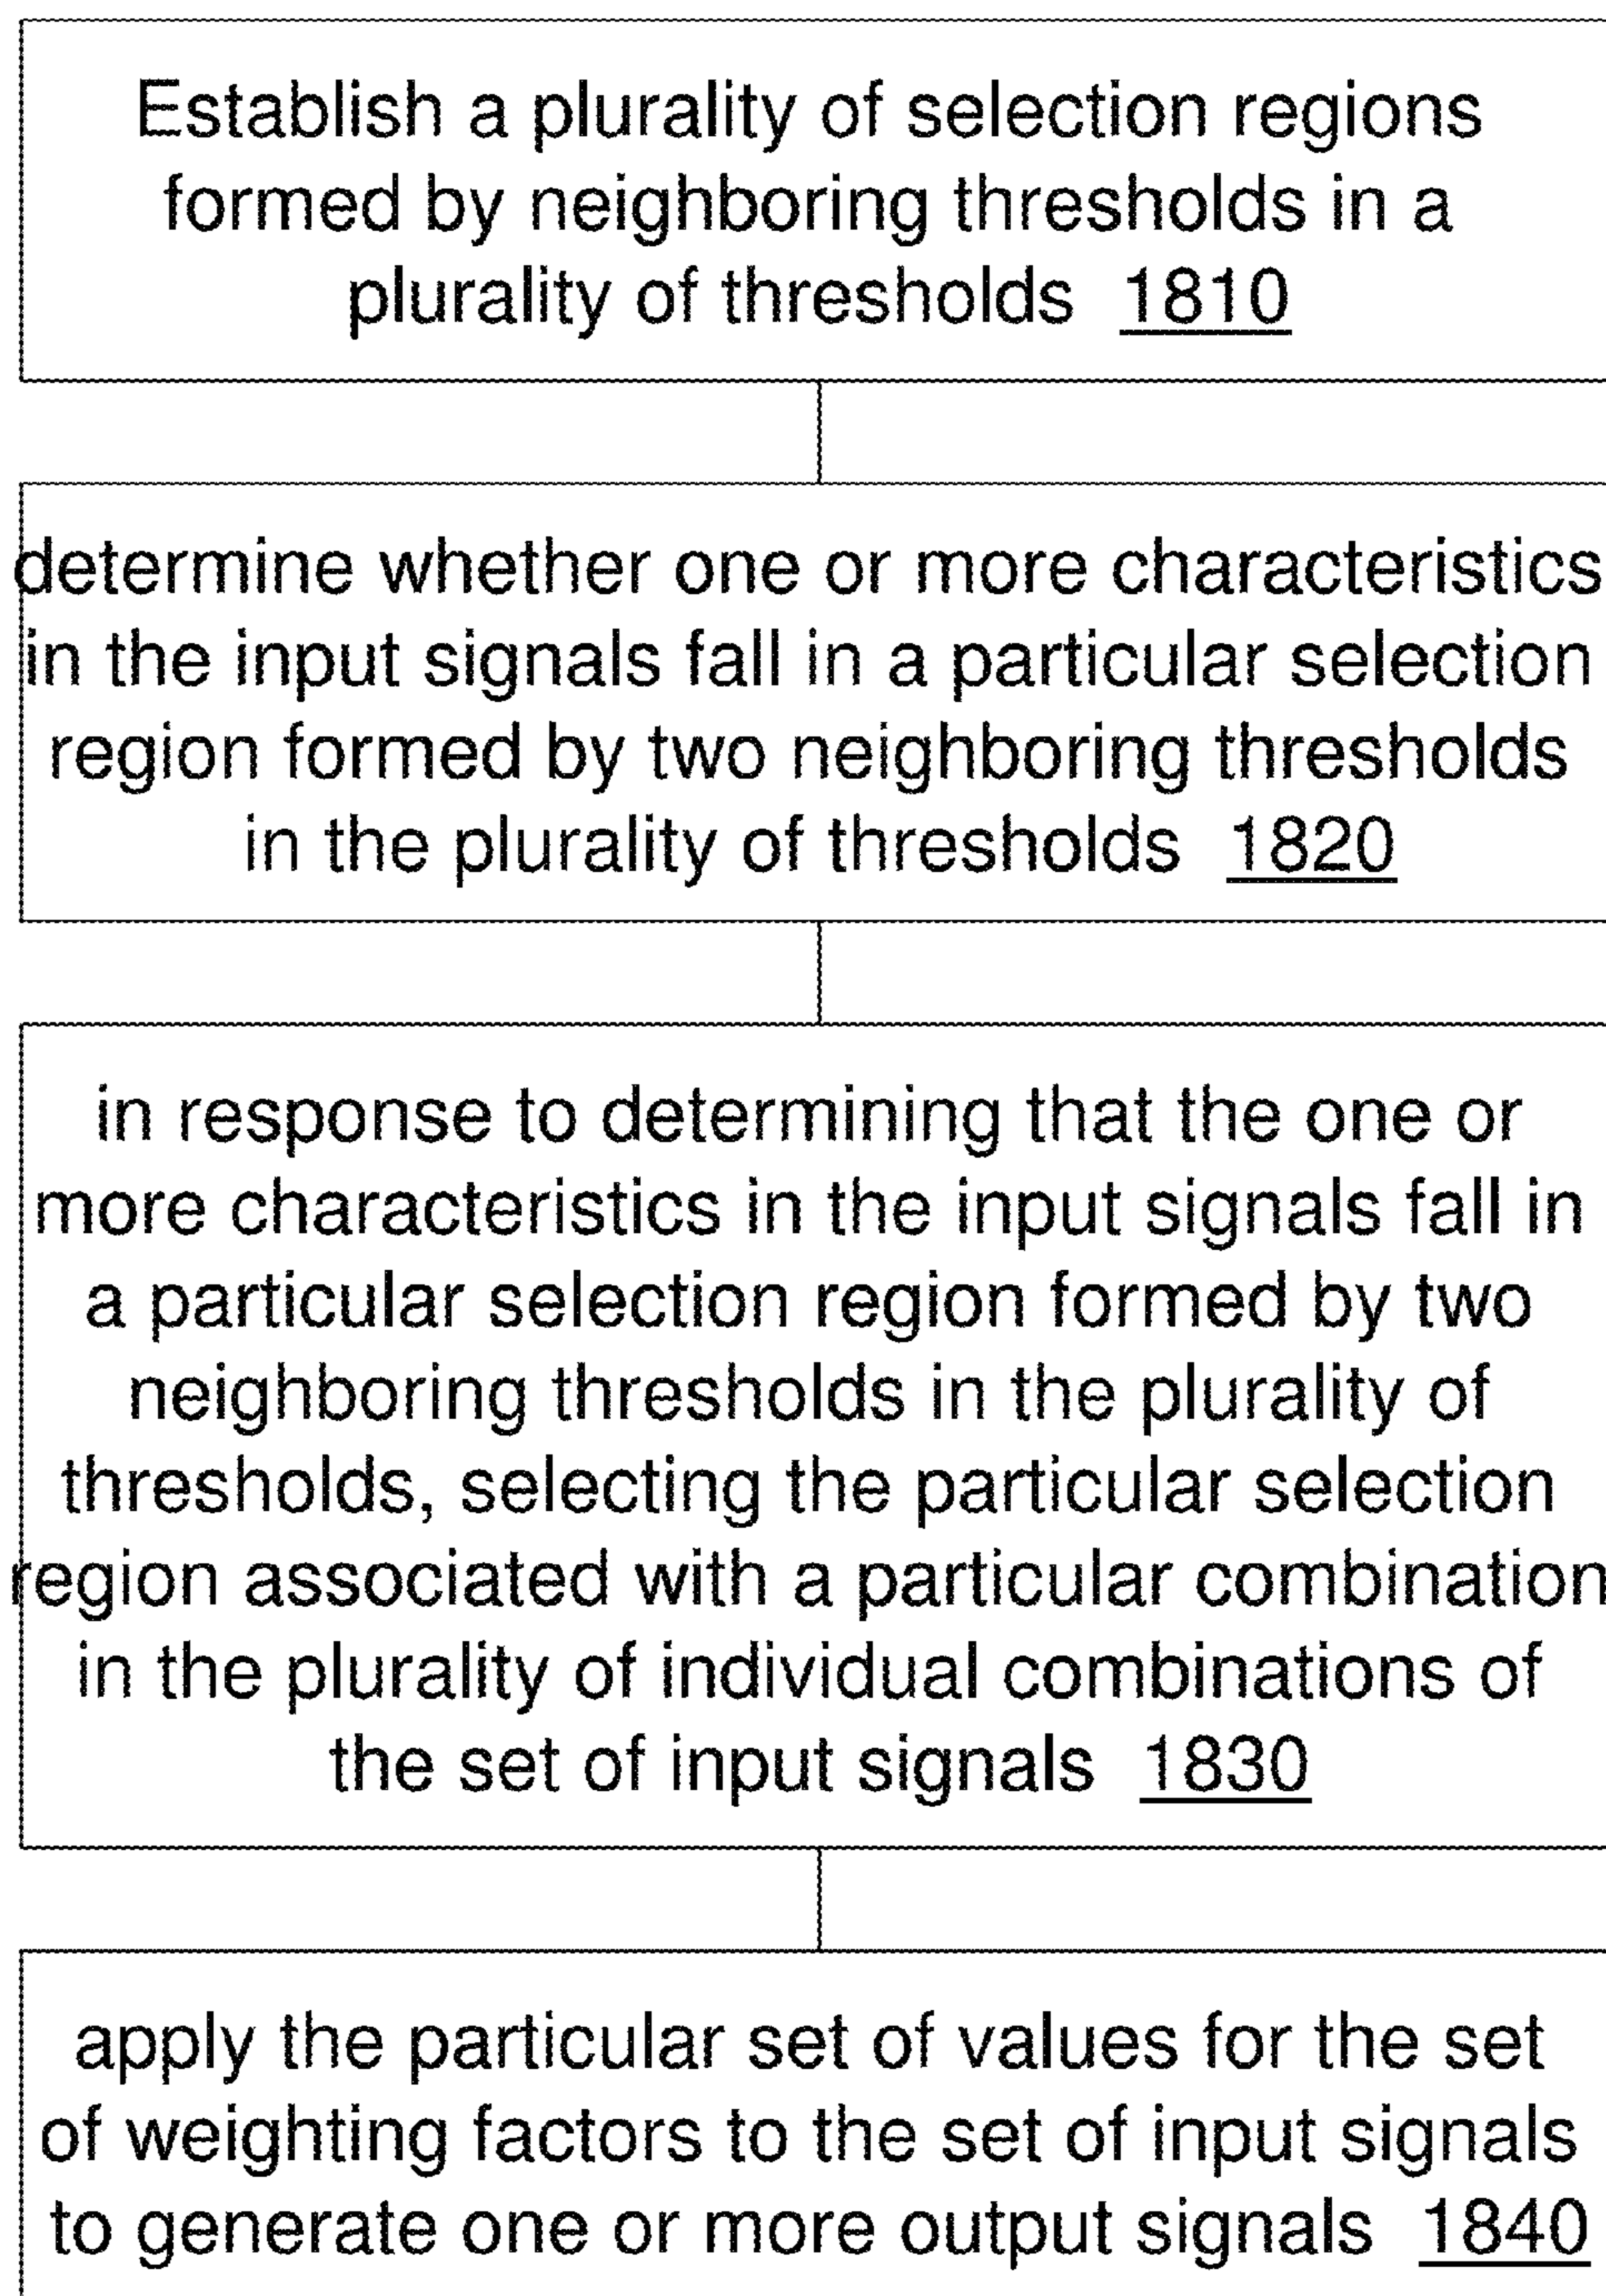 Establish a plurality of selection regions
formed by neighboring thresholds in a
plurality of thresholds 1810
determine whether one or more characteristics
in the input signals fall in a particular selection
region formed by two neighboring thresholds
in the plurality of thresholds 1820
in response to determining that the one or
more characteristics in the input signals fall in
a particular selection region formed by two
neighboring thresholds in the plurality of
thresholds, selecting the particular selection
region associated with a particular combination
in the plurality of individual combinations of
the set of input signals 1830
apply the particular set of values for the set
of weighting factors to the set of input signals
to generate one or more output signals 1840